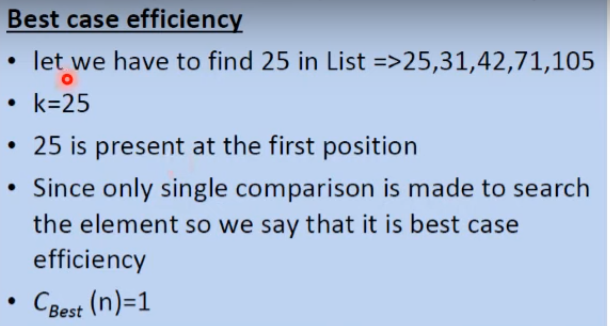 Best case efficiency
• let we have to find 25 in List =>25,31,42,71,105
• k=25
• 25 is present at the first position
• Since only single comparison is made to search
the element so we say that it is best case
efficiency
• C_Best (n)=1